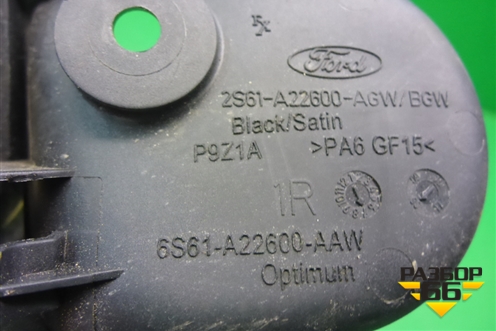 Ford
2S61-A22600-AGW/BGW
Black/Satin
P9Z1A >PA6 GF15<
1R
6S61-A22600-AAW
Optimum
РАЗБОР
66